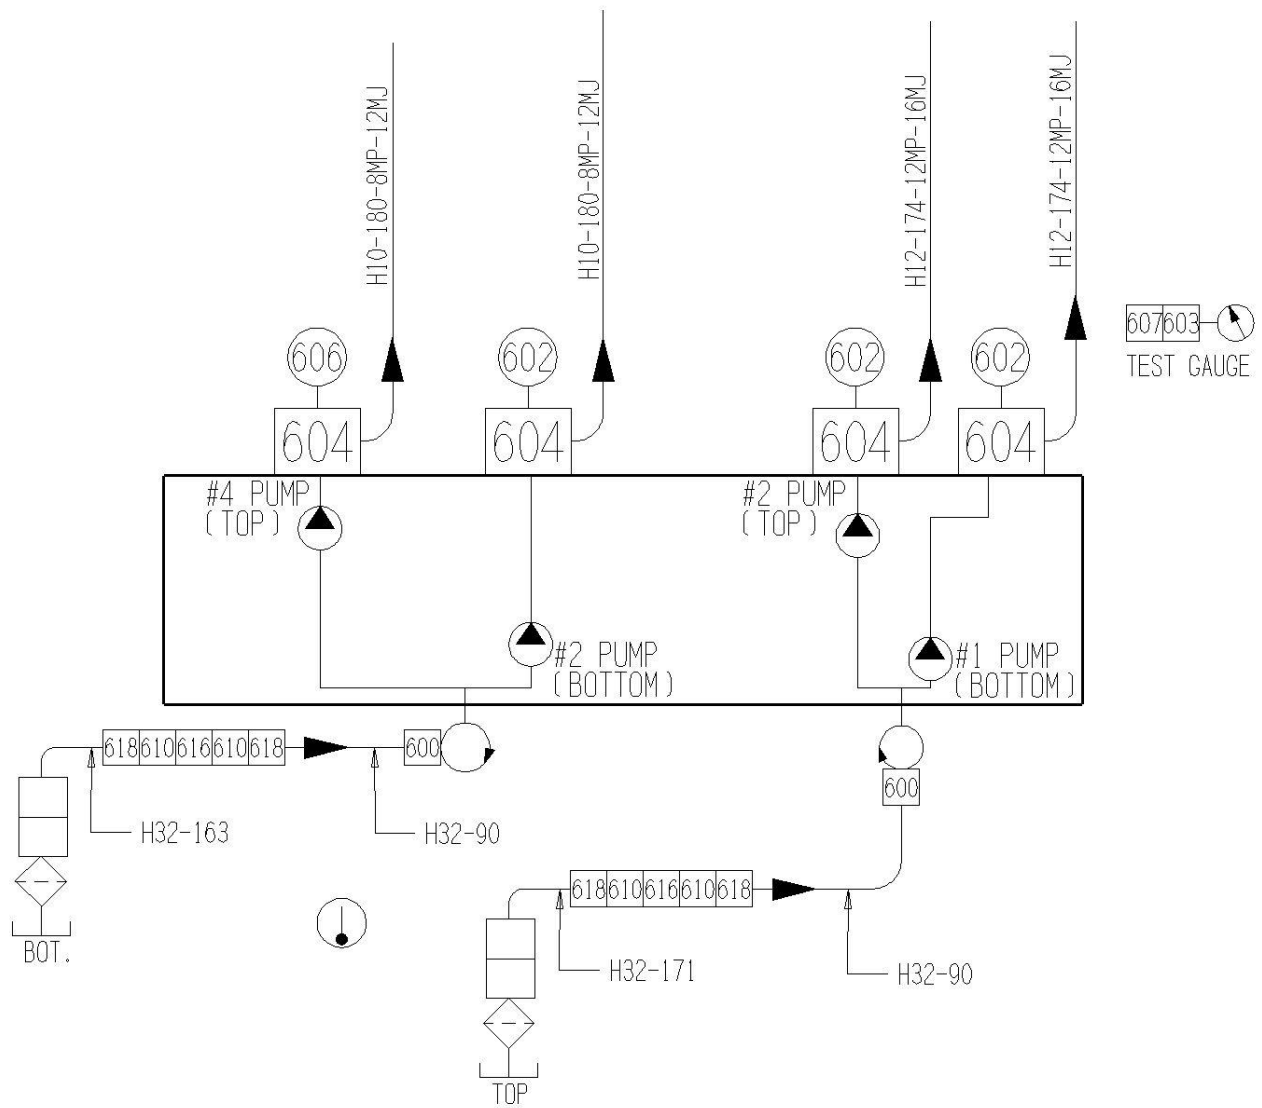 H10-180-8MP-12MJ
H10-180-8MP-12MJ
H12-174-12MP-16MJ
H12-174-12MP-16MJ
606
602
602
602
607 603
TEST GAUGE
604
604
604
604
#4 PUMP
(TOP)
#2 PUMP
(TOP)
#2 PUMP
(BOTTOM)
#1 PUMP
(BOTTOM)
618 610 616 610 618
600
600
H32-163
H32-90
618 610 616 610 618
BOT.
H32-171
H32-90
TOP